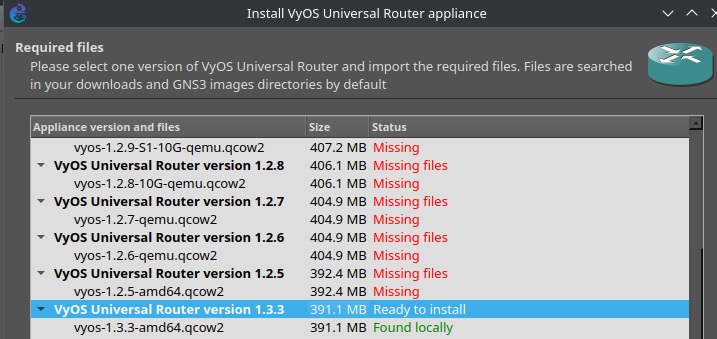 Install VyOS Universal Router appliance
Required files
Please select one version of VyOS Universal Router and import the required files. Files are searched
in your downloads and GNS3 images directories by default
Appliance version and files Size Status
vyos-1.2.9-S1-10G-qemu.qcow2 407.2 MB Missing
VyOS Universal Router version 1.2.8 406.1 MB Missing files
vyos-1.2.8-10G-qemu.qcow2 406.1 MB Missing
VyOS Universal Router version 1.2.7 404.9 MB Missing files
vyos-1.2.7-qemu.qcow2 404.9 MB Missing
VyOS Universal Router version 1.2.6 404.9 MB Missing files
vyos-1.2.6-qemu.qcow2 404.9 MB Missing
VyOS Universal Router version 1.2.5 392.4 MB Missing files
vyos-1.2.5-amd64.qcow2 392.4 MB Missing
VyOS Universal Router version 1.3.3 391.1 MB Ready to install
vyos-1.3.3-amd64.qcow2 391.1 MB Found locally